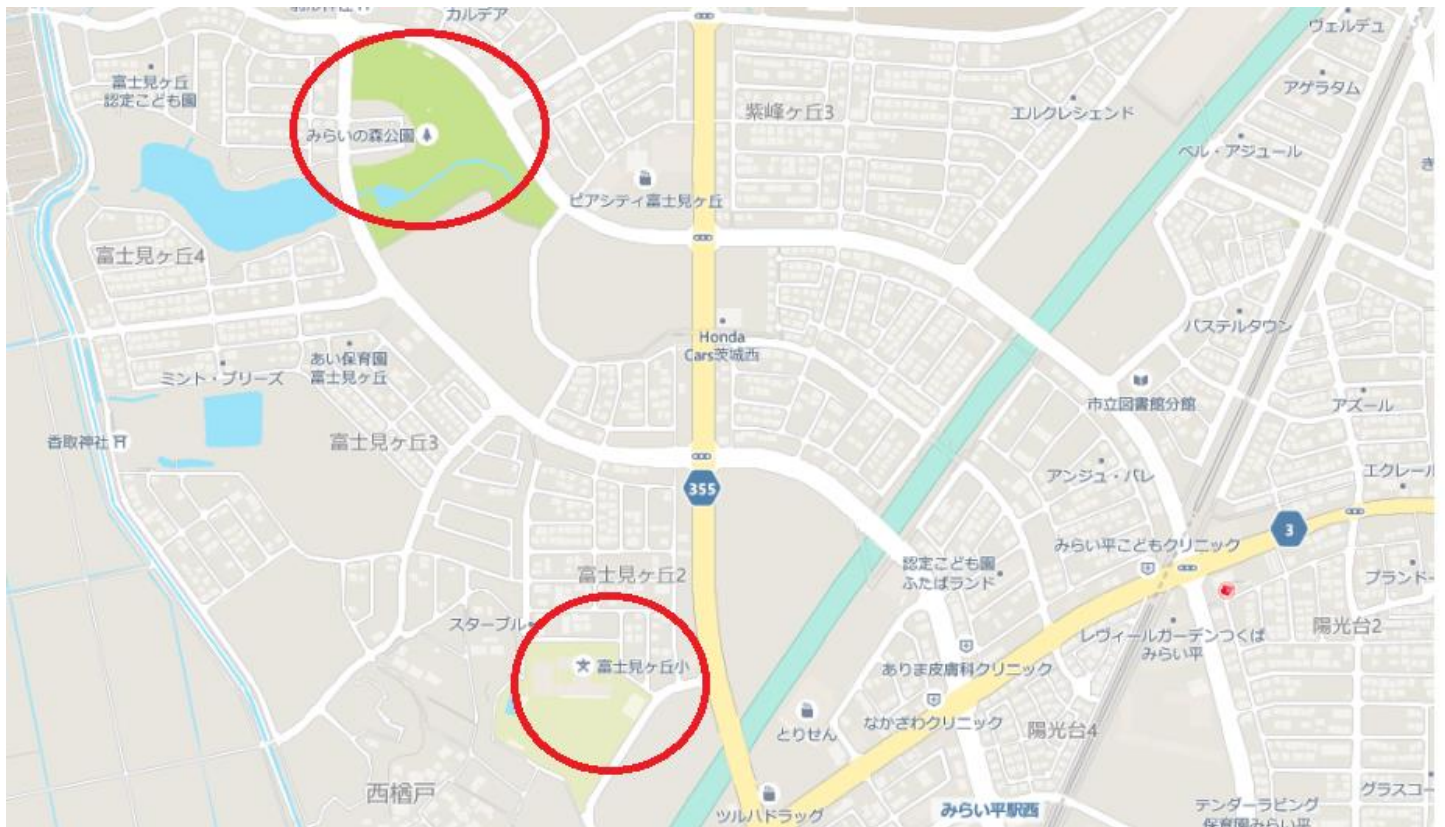 カルデア
ヴェルデュ
富士見ヶ丘
認定こども園
アゲラタム
みらいの森公園
紫峰ヶ丘3
エルクレシェンド
ベル・アジュール
き
ピアシティ富士見ヶ丘
富士見ヶ丘4
パステルタウン
Honda
Cars茨城西
あい保育園
富士見ヶ丘
ミント・ブリーズ
市立図書館分館
アズール
香取神社
富士見ヶ丘3
アンジュ・パレ
エクレール
355
3
みらい平こどもクリニック
認定こども園
ふたばランド
富士見ヶ丘2
ブランド
スターブル
レヴィールガーデンつくば
みらい平
陽光台2
富士見ヶ丘小
ありま皮膚科クリニック
なかざわクリニック
とりせん
陽光台4
西楢戸
ツルハドラッグ
みらい平駅西
テンダーラビング
保育園みらい平
グラスコー